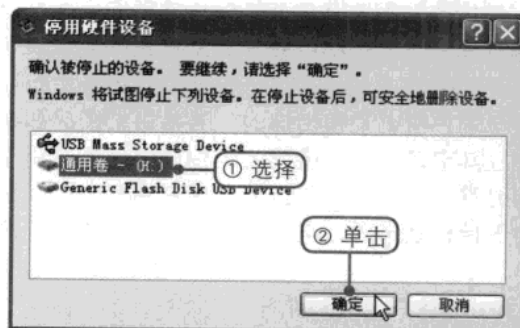 停用硬件设备
确认被停止的设备。 要继续，请选择“确定”。
Windows 将试图停止下列设备。在停止设备后，可安全地删除设备。
USB Mass Storage Device
通用卷 - (H:)
① 选择
Generic Flash Disk USB Device
② 单击
确定
取消